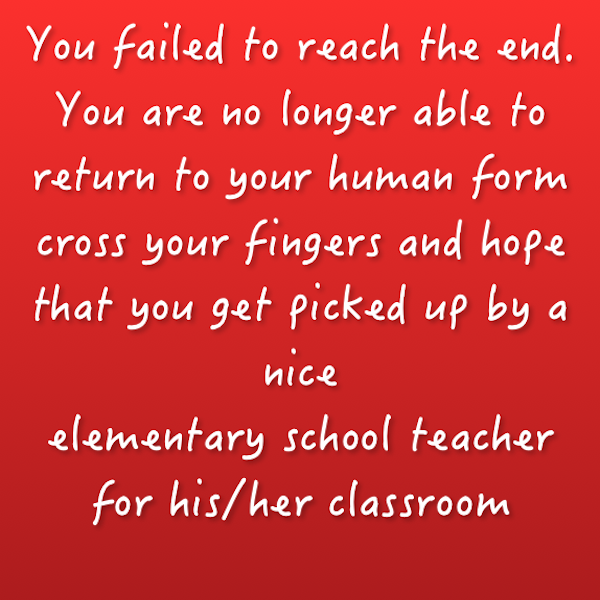 You failed to reach the end.
You are no longer able to
return to your human form
cross your fingers and hope
that you get picked up by a
nice
elementary school teacher
for his/her classroom